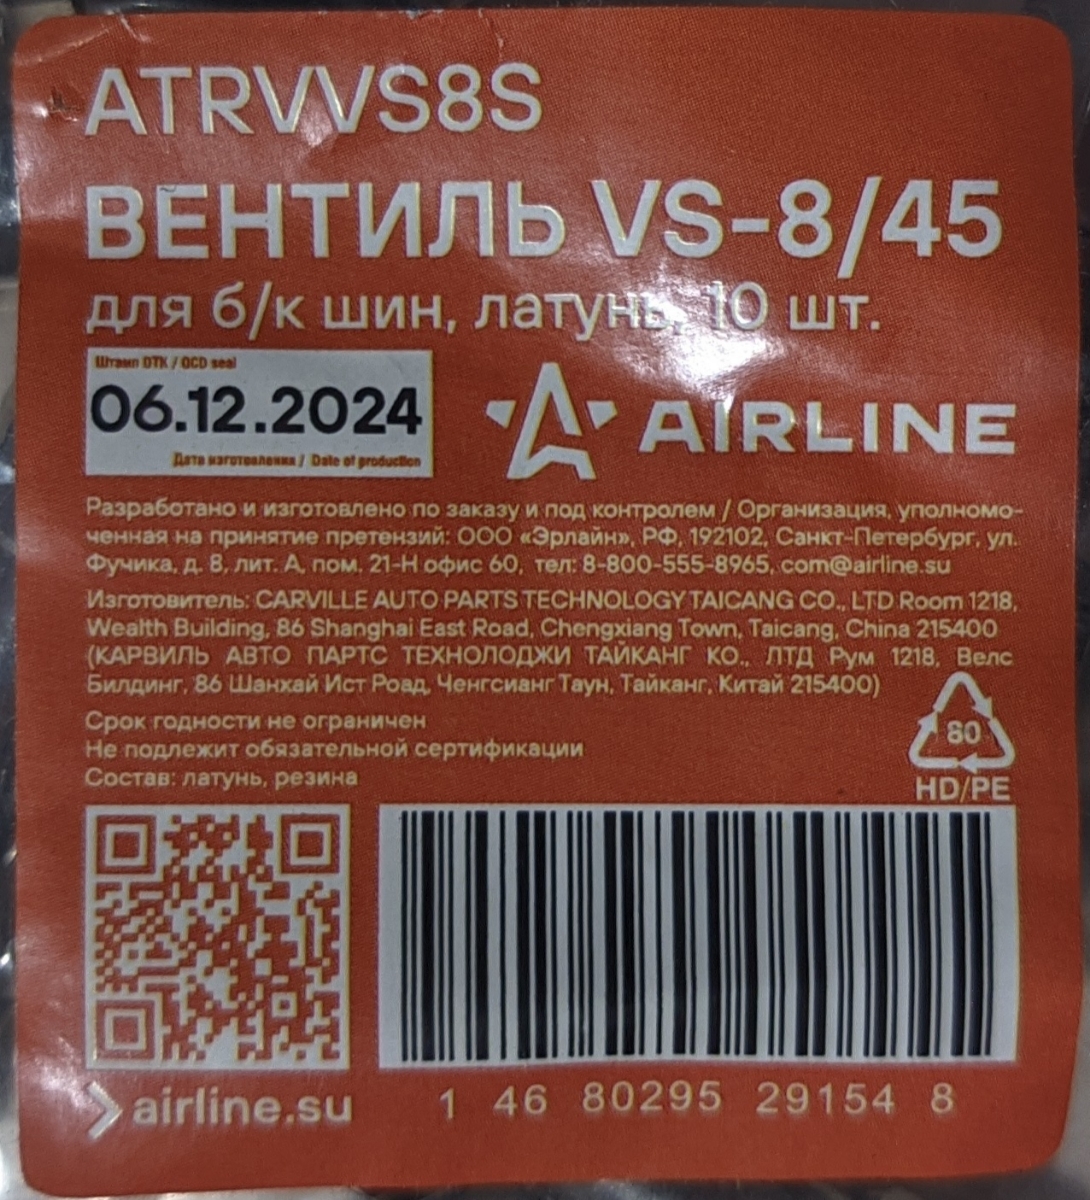 ATRVVS8S
ВЕНТИЛЬ VS-8/45
для б/к шин, латунь, 10 шт.
Штамп ОТК / QCD seal
06.12.2024
Дата изготовления / Date of production
AIRLINE
Разработано и изготовлено по заказу и под контролем / Организация, уполномо-
ченная на принятие претензий: ООО «Эрлайн», РФ, 192102, Санкт-Петербург, ул.
Фучика, д. 8, лит. А, пом. 21-Н офис 60, тел: 8-800-555-8965, com@airline.su
Изготовитель: CARVILLE AUTO PARTS TECHNOLOGY TAICANG CO., LTD Room 1218,
Wealth Building, 86 Shanghai East Road, Chengxiang Town, Taicang, China 215400
(КАРВИЛЬ АВТО ПАРТС ТЕХНОЛОДЖИ ТАЙКАНГ КО., ЛТД Рум 1218, Велс
Билдинг, 86 Шанхай Ист Роад, Ченгсианг Таун, Тайканг, Китай 215400)
Срок годности не ограничен
Не подлежит обязательной сертификации
Состав: латунь, резина
80
HD/PE
airline.su
1 46 80295 29154 8